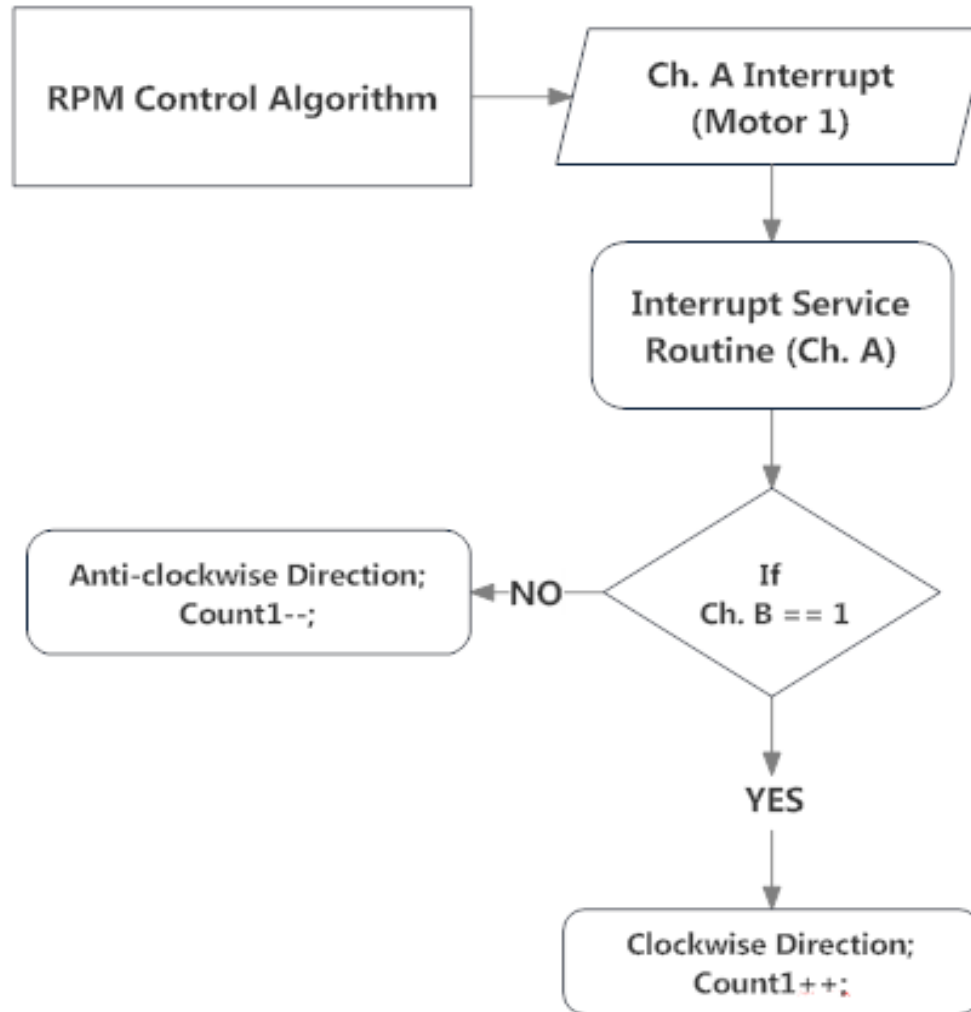 RPM Control Algorithm
Ch. A Interrupt
(Motor 1)
Interrupt Service
Routine (Ch. A)
If
Ch. B == 1
NO
Anti-clockwise Direction;
Count1--;
YES
Clockwise Direction;
Count1++;